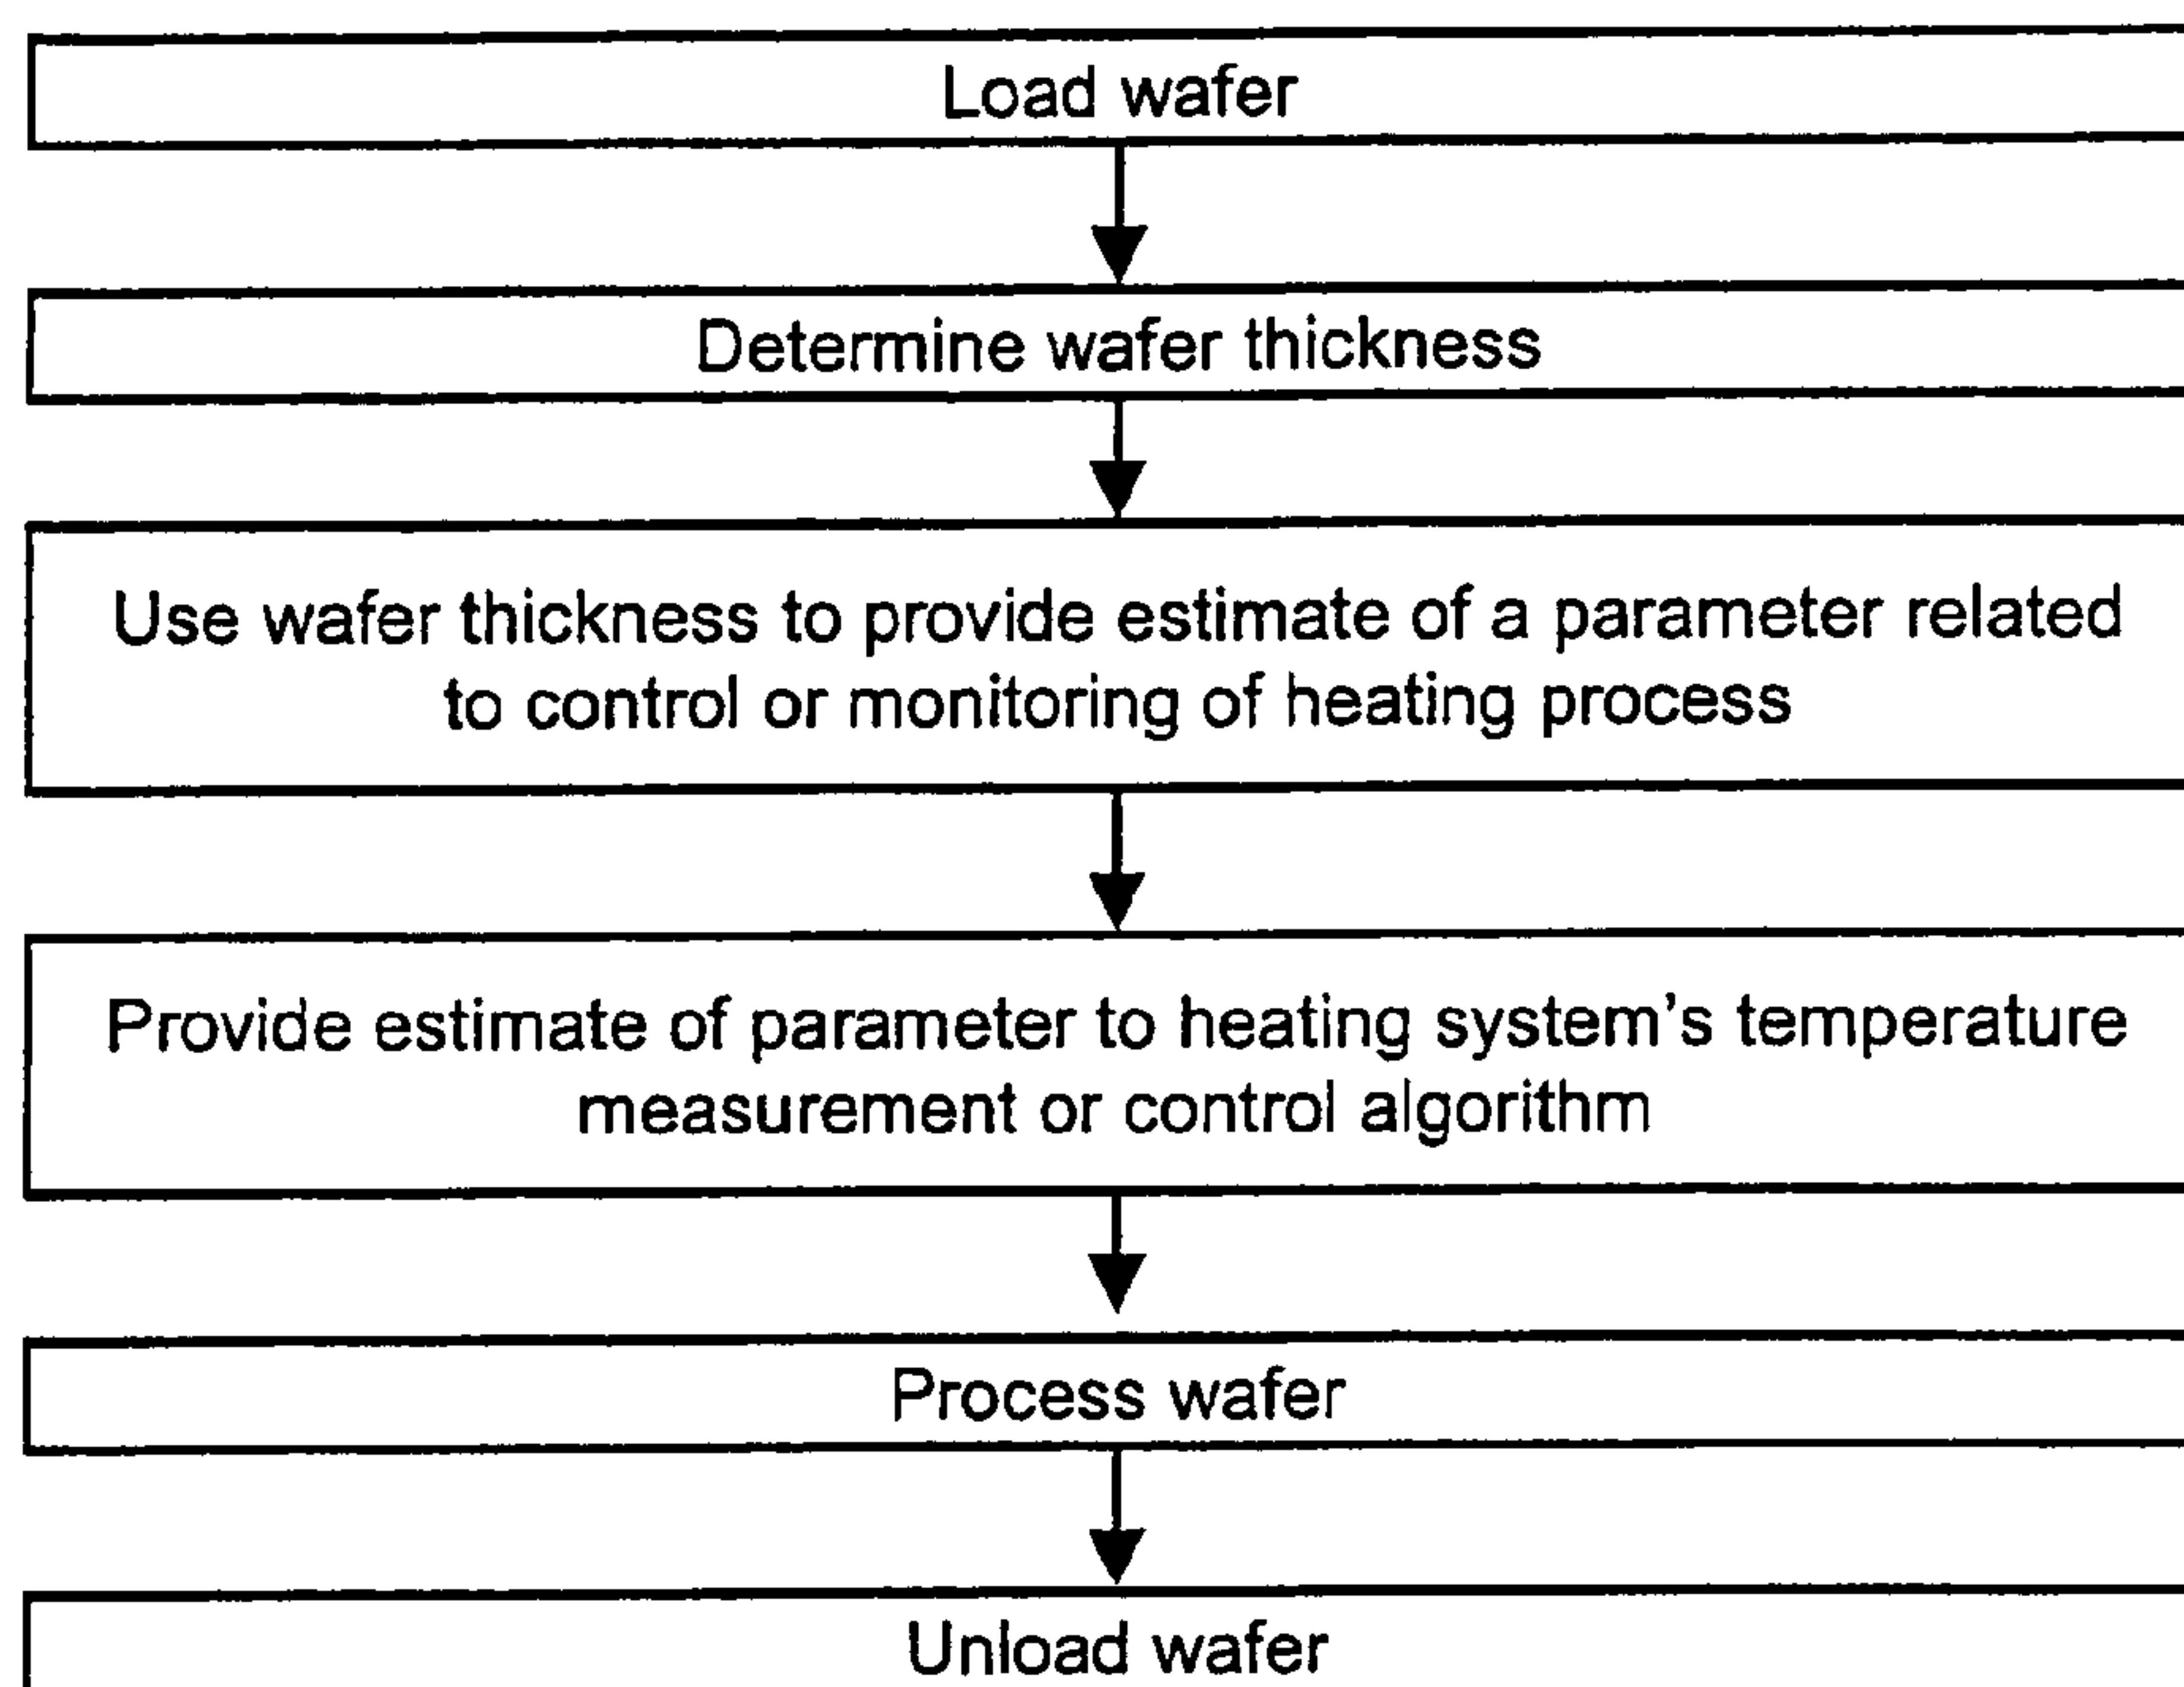 Load wafer
Determine wafer thickness
Use wafer thickness to provide estimate of a parameter related
to control or monitoring of heating process
Provide estimate of parameter to heating system's temperature
measurement or control algorithm
Process wafer
Unload wafer